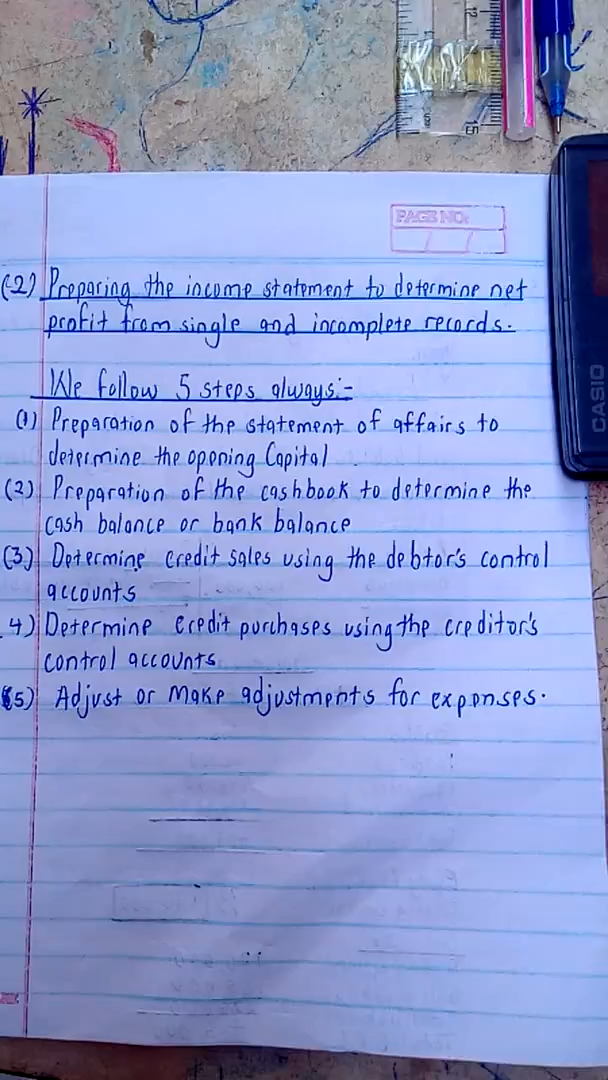 PAGE NO:
(2) Preparing the income statement to determine net
profit from single and incomplete records.
We follow 5 steps always:-
(1) Preparation of the statement of affairs to
determine the opening Capital
(2) Preparation of the cashbook to determine the
cash balance or bank balance
(3) Determine credit sales using the debtor's control
accounts
4) Determine credit purchases using the creditor's
control accounts
(5) Adjust or Make adjustments for expenses.
CASIO